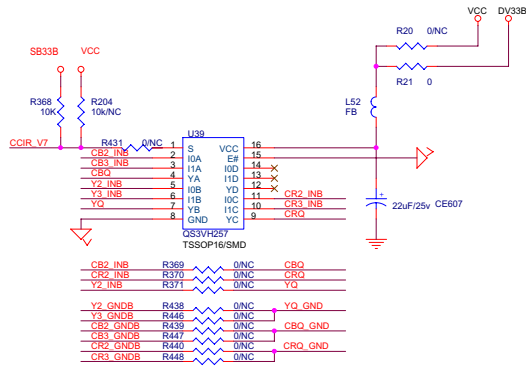 VCC DV33B
R20 0/NC
SB33B VCC
R21 0
R368 10K
R204 10k/NC
L52
FB
U39
CCIR_V7 R431 0/NC 1 S VCC 16
CB2_INB 2 I0A E# 15
CB3_INB 3 I1A I0D 14
CBQ 4 YA I1D 13
Y2_INB 5 I0B YD 12
Y3_INB 6 I1B I0C 11 CR2_INB
YQ 7 YB I1C 10 CR3_INB
8 GND YC 9 CRQ
+
22uF/25v CE607
QS3VH257
TSSOP16/SMD
CB2_INB R369 0/NC CBQ
CR2_INB R370 0/NC CRQ
Y2_INB R371 0/NC YQ
Y2_GNDB R438 0/NC YQ_GND
Y3_GNDB R446 0/NC
CB2_GNDB R439 0/NC CBQ_GND
CB3_GNDB R447 0/NC
CR2_GNDB R440 0/NC CRQ_GND
CR3_GNDB R448 0/NC